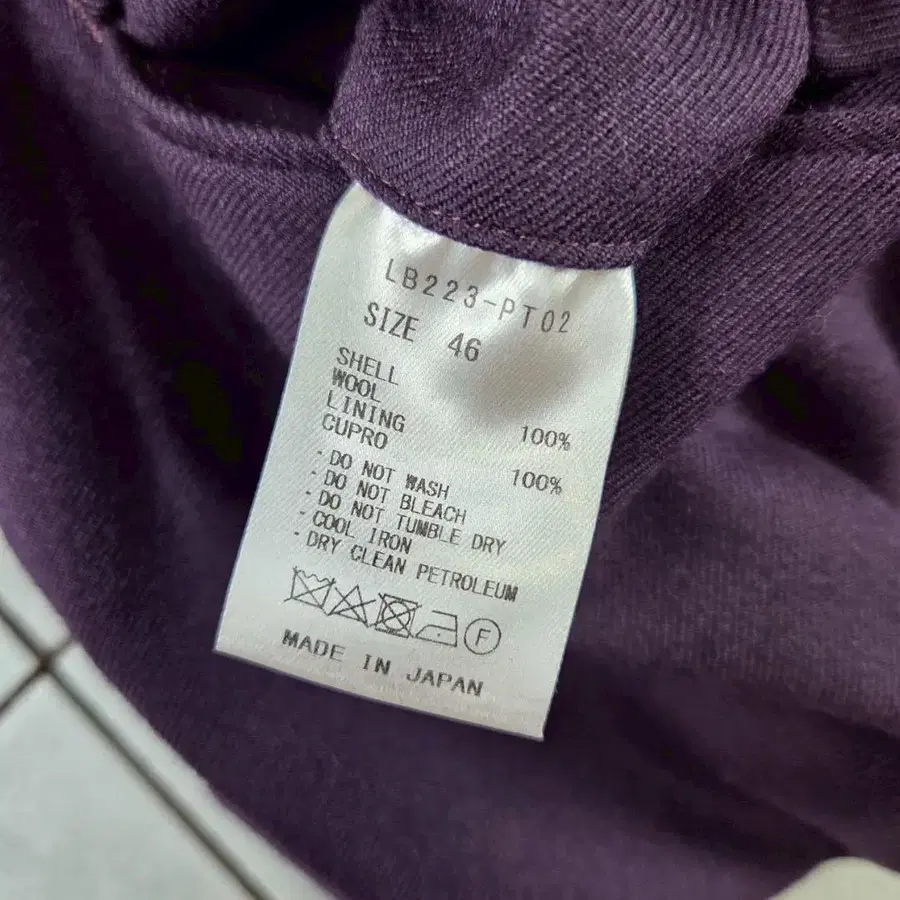 LB223-PT02
SIZE 46
SHELL
WOOL 100%
LINING
CUPRO 100%
・DO NOT WASH
・DO NOT BLEACH
・DO NOT TUMBLE DRY
・COOL IRON
・DRY CLEAN PETROLEUM
F
MADE IN JAPAN